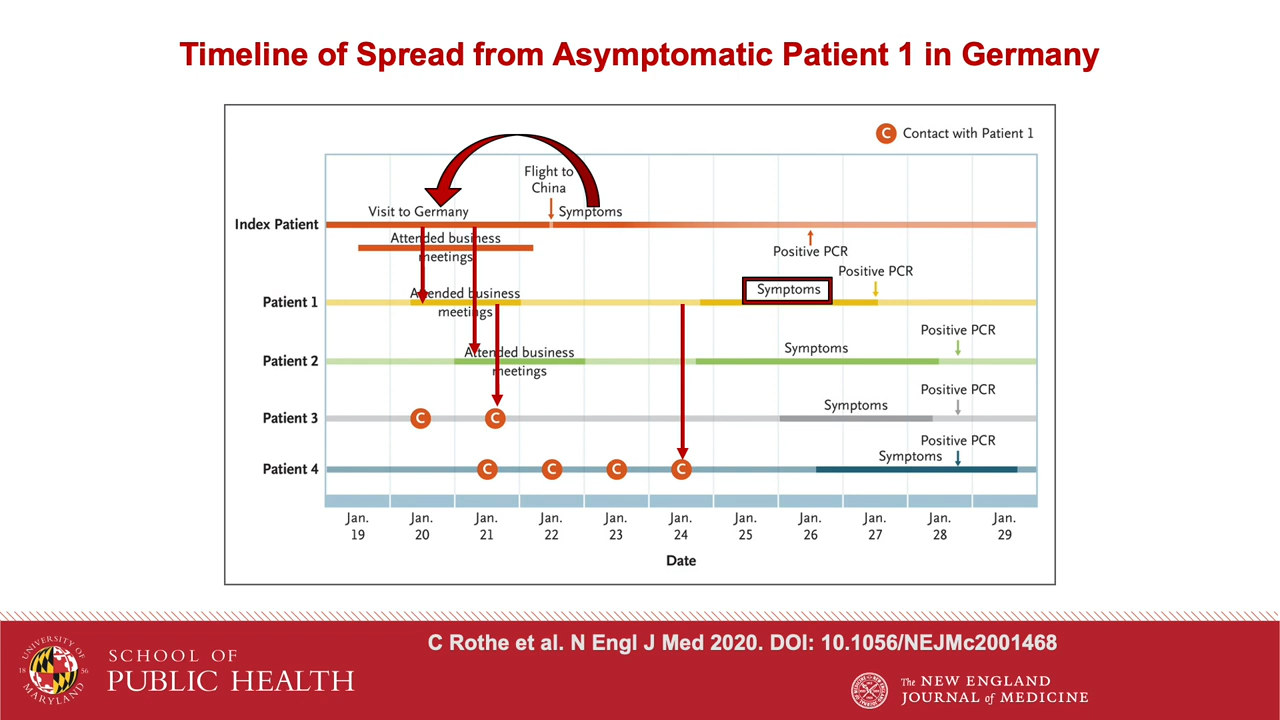 Timeline of Spread from Asymptomatic Patient 1 in Germany
C Contact with Patient 1
Flight to
China
Visit to Germany
Symptoms
Index Patient
Attended business
meetings
Positive PCR
Positive PCR
Symptoms
Patient 1
Attended business
meetings
Positive PCR
Symptoms
Patient 2
Attended business
meetings
Positive PCR
Symptoms
Patient 3
C C
Positive PCR
Symptoms
Patient 4
C C C C
Jan. Jan. Jan. Jan. Jan. Jan. Jan. Jan. Jan. Jan. Jan.
19 20 21 22 23 24 25 26 27 28 29
Date
C Rothe et al. N Engl J Med 2020. DOI: 10.1056/NEJMc2001468
UNIVERSITY OF
18 56
MARYLAND
SCHOOL OF
PUBLIC HEALTH
The NEW ENGLAND
JOURNAL of MEDICINE